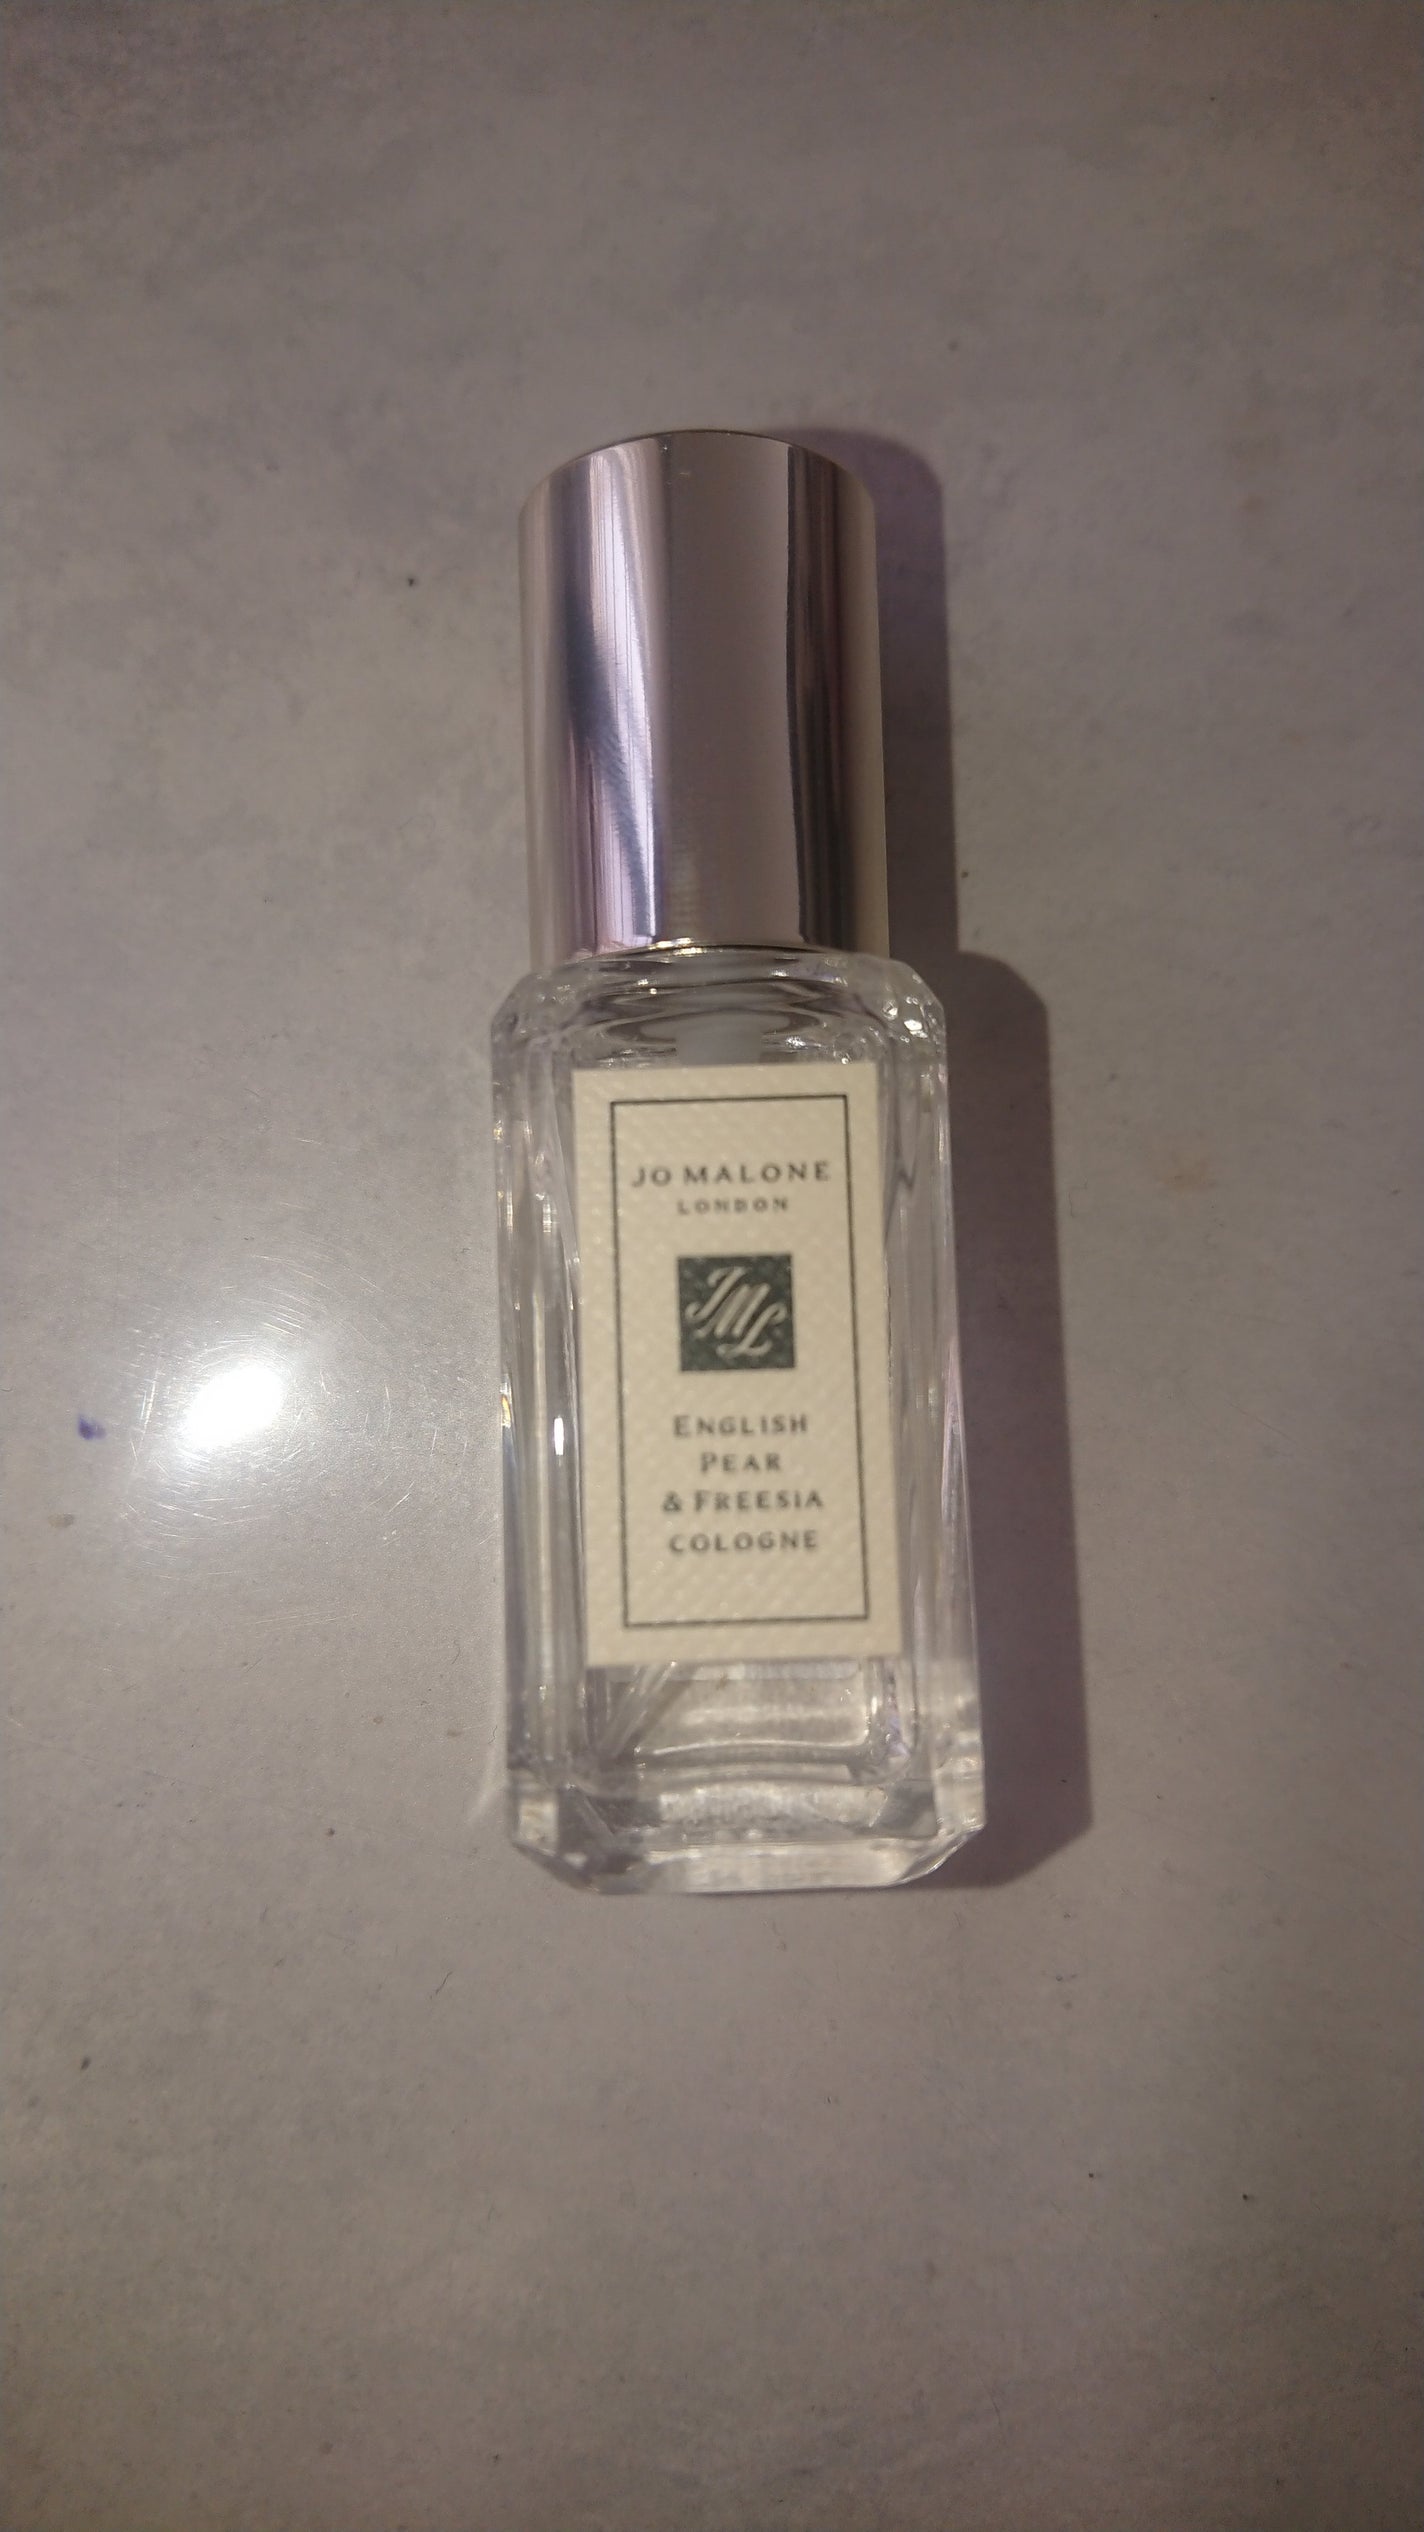 JO MALONE
LONDON
JML
ENGLISH
PEAR
& FREESIA
COLOGNE